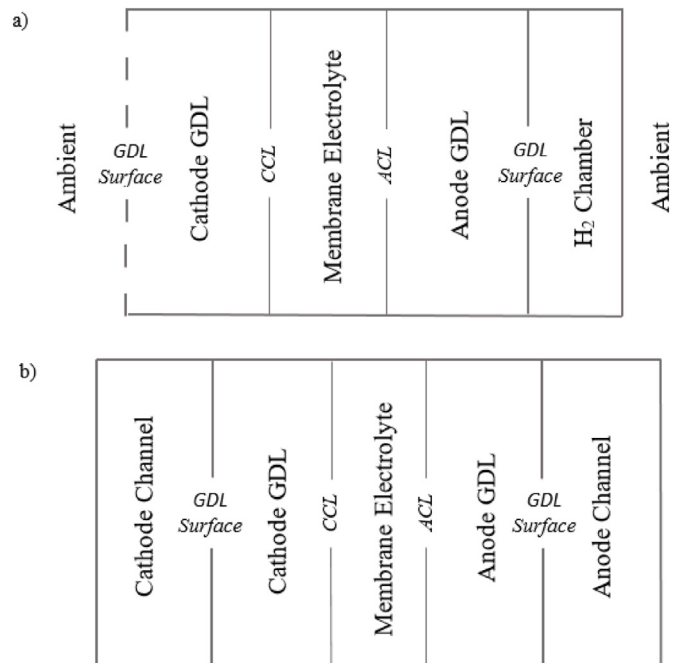 a)
Ambient
GDL
Surface
Cathode GDL
CCL
Membrane Electrolyte
ACL
Anode GDL
GDL
Surface
H₂ Chamber
Ambient
b)
Cathode Channel
GDL
Surface
Cathode GDL
CCL
Membrane Electrolyte
ACL
Anode GDL
GDL
Surface
Anode Channel